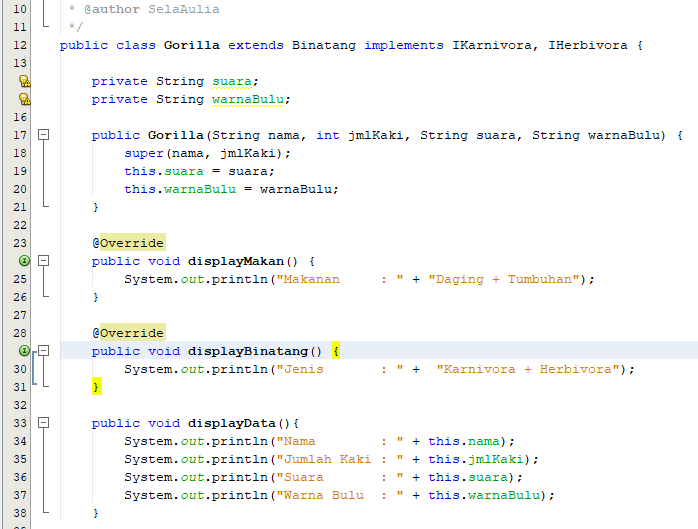 10 * @author SelaAulia
11 */
12 public class Gorilla extends Binatang implements IKarnivora, IHerbivora {
13
private String suara;
private String warnaBulu;
16
17 public Gorilla(String nama, int jmlKaki, String suara, String warnaBulu) {
18 super(nama, jmlKaki);
19 this.suara = suara;
20 this.warnaBulu = warnaBulu;
21 }
22
23 @Override
public void displayMakan() {
25 System.out.println("Makanan     : " + "Daging + Tumbuhan");
26 }
27
28 @Override
public void displayBinatang() {
30 System.out.println("Jenis       : " +  "Karnivora + Herbivora");
31 }
32
33 public void displayData(){
34 System.out.println("Nama        : " + this.nama);
35 System.out.println("Jumlah Kaki : " + this.jmlKaki);
36 System.out.println("Suara       : " + this.suara);
37 System.out.println("Warna Bulu  : " + this.warnaBulu);
38 }